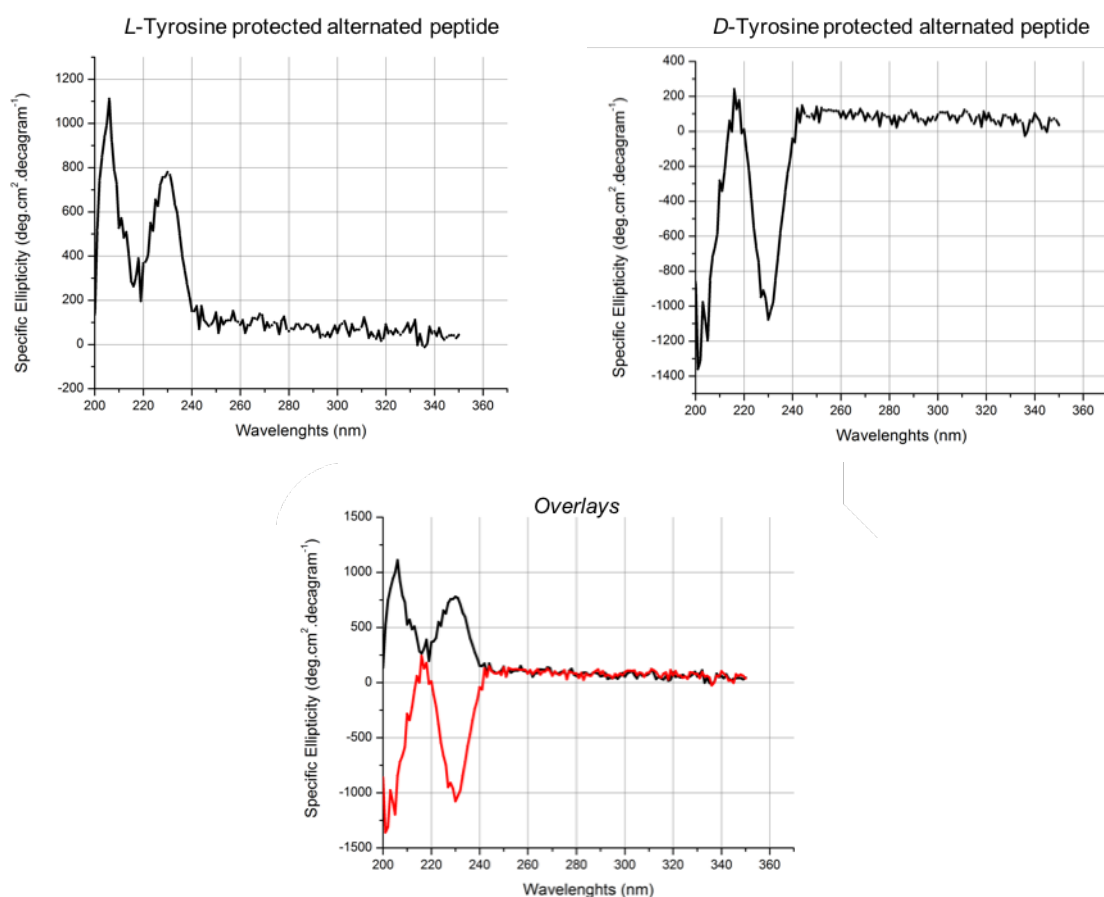 L-Tyrosine protected alternated peptide
Specific Ellipticity (deg.cm².decagram⁻¹)
1200
1000
800
600
400
200
0
-200
200 220 240 260 280 300 320 340 360
Wavelenghts (nm)
D-Tyrosine protected alternated peptide
Specific Ellipticity (deg.cm².decagram⁻¹)
400
200
0
-200
-400
-600
-800
-1000
-1200
-1400
200 220 240 260 280 300 320 340 360
Wavelenghts (nm)
Overlays
Specific Ellipticity (deg.cm².decagram⁻¹)
1500
1000
500
0
-500
-1000
-1500
200 220 240 260 280 300 320 340 360
Wavelenghts (nm)